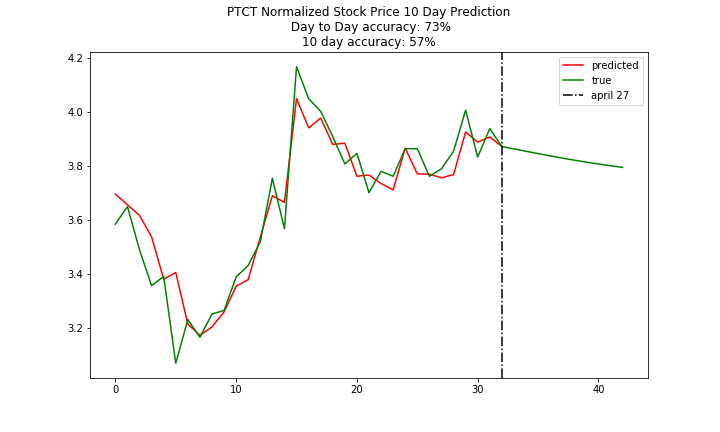 PTCT Normalized Stock Price 10 Day Prediction
Day to Day accuracy: 73%
10 day accuracy: 57%
4.2
4.0
3.8
3.6
3.4
3.2
predicted
true
april 27
0
10
20
30
40